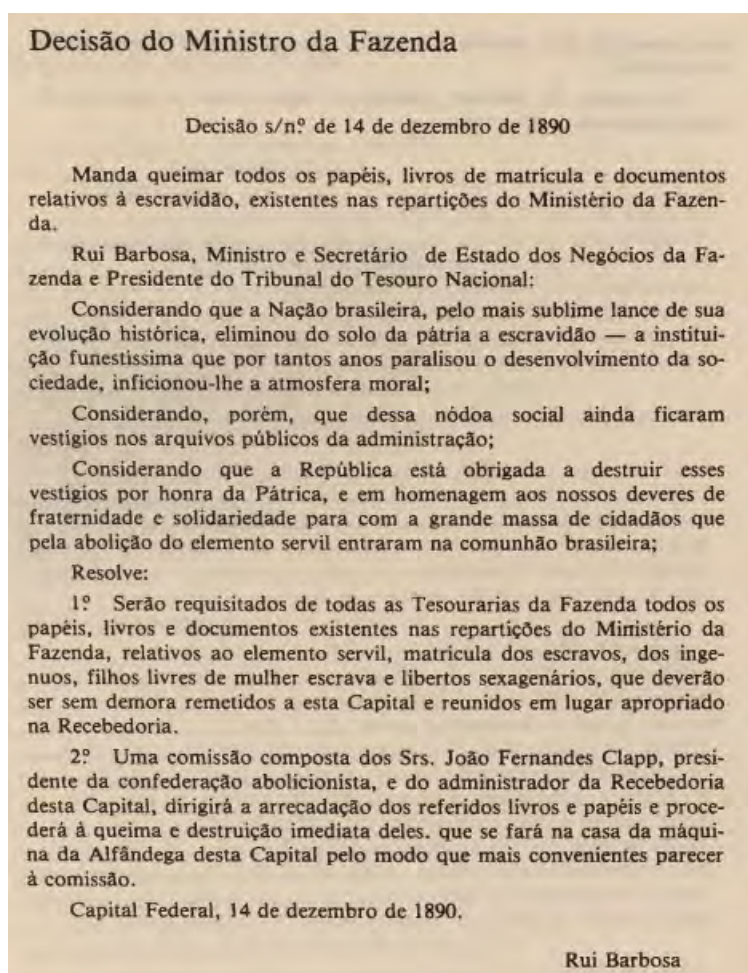 Decisão do Ministro da Fazenda
Decisão s/nº de 14 de dezembro de 1890
Manda queimar todos os papéis, livros de matrícula e documentos
relativos à escravidão, existentes nas repartições do Ministério da Fazen-
da.
Rui Barbosa, Ministro e Secretário de Estado dos Negócios da Fa-
zenda e Presidente do Tribunal do Tesouro Nacional:
Considerando que a Nação brasileira, pelo mais sublime lance de sua
evolução histórica, eliminou do solo da pátria a escravidão — a institui-
ção funestíssima que por tantos anos paralisou o desenvolvimento da so-
ciedade, inficionou-lhe a atmosfera moral;
Considerando, porém, que dessa nódoa social ainda ficaram
vestígios nos arquivos públicos da administração;
Considerando que a República está obrigada a destruir esses
vestígios por honra da Pátrica, e em homenagem aos nossos deveres de
fraternidade e solidariedade para com a grande massa de cidadãos que
pela abolição do elemento servil entraram na comunhão brasileira;
Resolve:
1º Serão requisitados de todas as Tesourarias da Fazenda todos os
papéis, livros e documentos existentes nas repartições do Ministério da
Fazenda, relativos ao elemento servil, matrícula dos escravos, dos inge-
nuos, filhos livres de mulher escrava e libertos sexagenários, que deverão
ser sem demora remetidos a esta Capital e reunidos em lugar apropriado
na Recebedoria.
2º Uma comissão composta dos Srs. João Fernandes Clapp, presi-
dente da confederação abolicionista, e do administrador da Recebedoria
desta Capital, dirigirá a arrecadação dos referidos livros e papéis e proce-
derá à queima e destruição imediata deles. que se fará na casa da máqui-
na da Alfândega desta Capital pelo modo que mais convenientes parecer
à comissão.
Capital Federal, 14 de dezembro de 1890.
Rui Barbosa